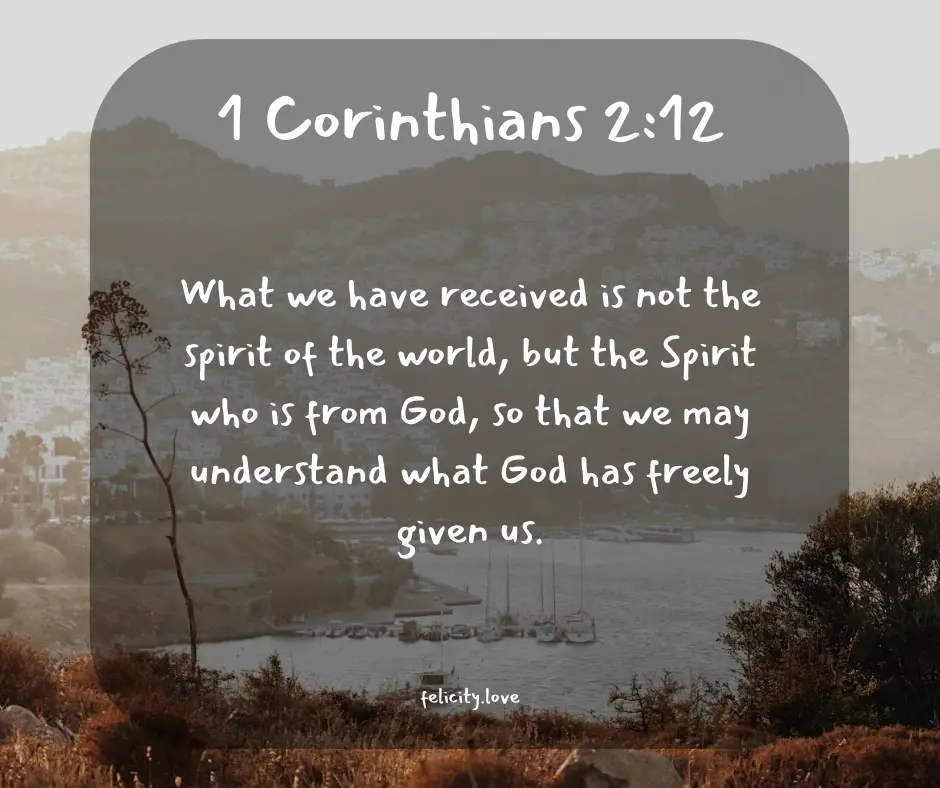 1 Corinthians 2:12
What we have received is not the
spirit of the world, but the Spirit
who is from God, so that we may
understand what God has freely
given us.
felicity.love